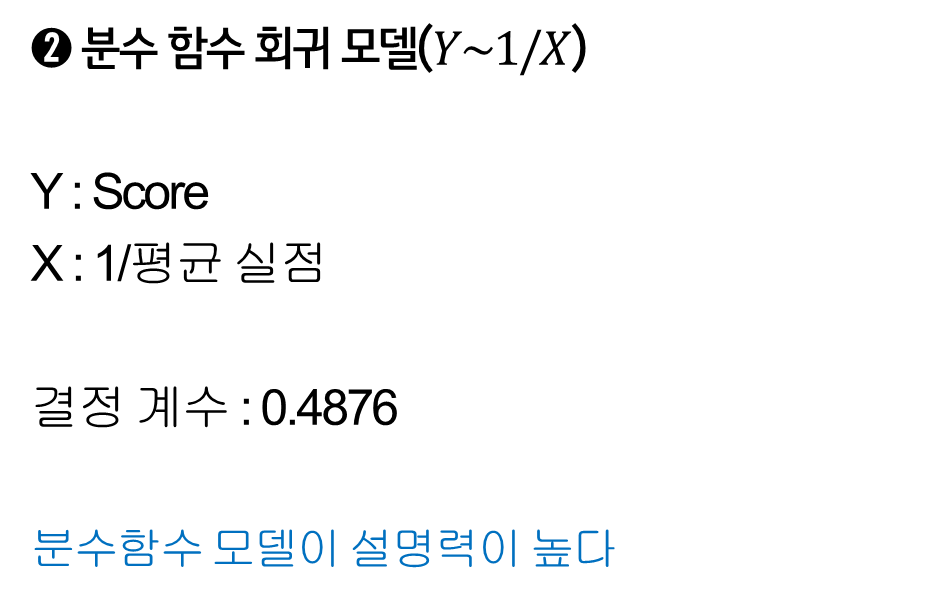 ❷ 분수 함수 회귀 모델(Y~1/X)
Y : Score
X : 1/평균 실점
결정 계수 : 0.4876
분수함수 모델이 설명력이 높다